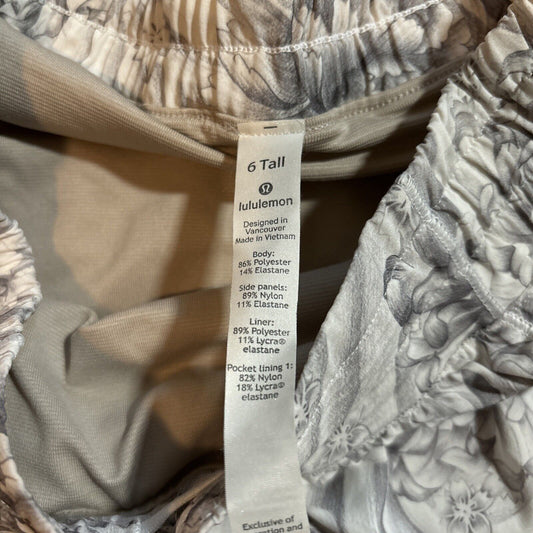 6 Tall
lululemon
Designed in
Vancouver
Made in Vietnam
Body:
86% Polyester
14% Elastane
Side panels:
89% Nylon
11% Elastane
Liner:
89% Polyester
11% Lycra®
elastane
Pocket lining 1:
82% Nylon
18% Lycra®
elastane
Exclusive of
and